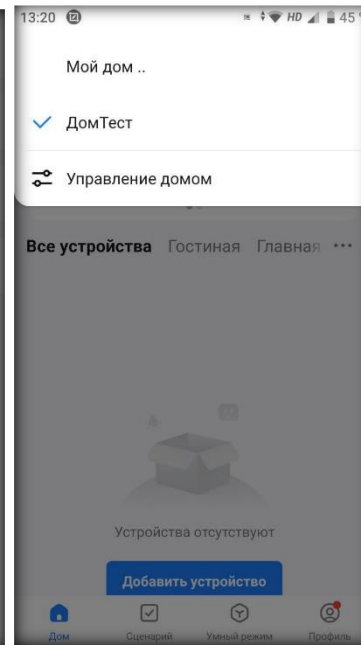 13:20 HD 45%
Мой дом ..
ДомТест
Управление домом
Все устройства Гостиная Главная ...
Устройства отсутствуют
Добавить устройство
Дом Сценарий Умный режим Профиль